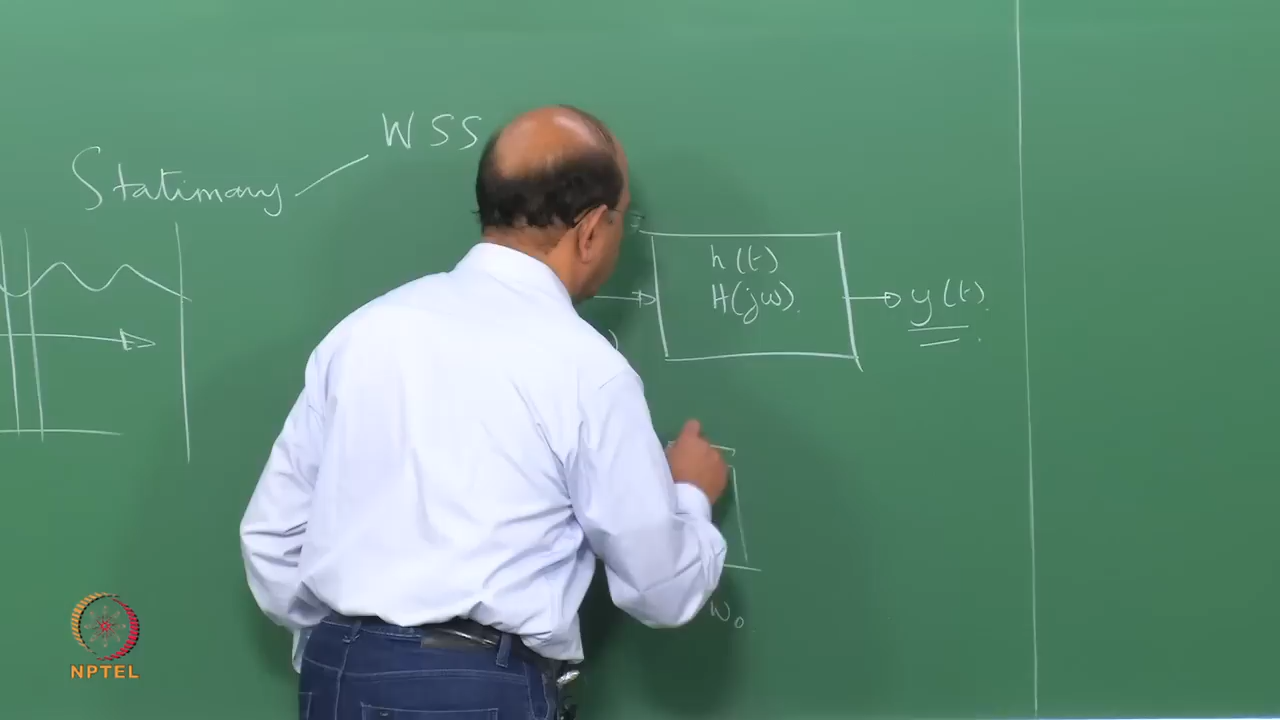 WSS
Stationary
h(t)
H(jω)
y(t)
ω₀
NPTEL